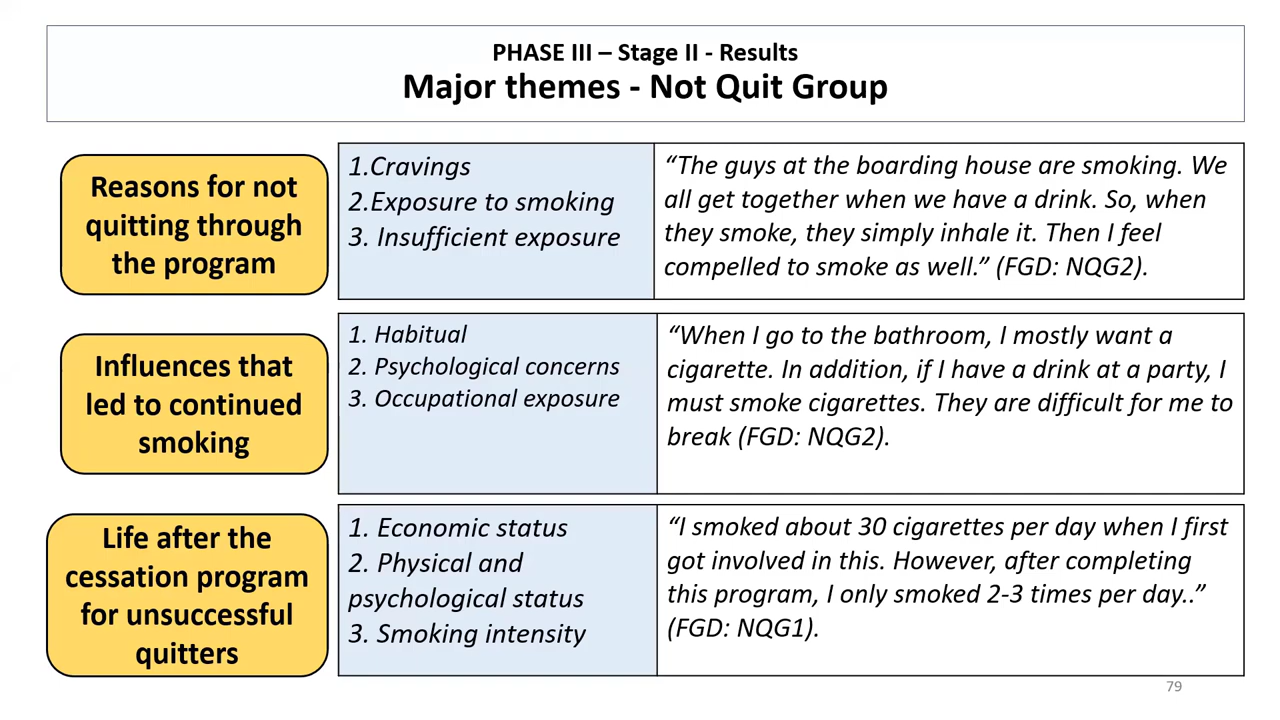 PHASE III – Stage II - Results
Major themes - Not Quit Group
Reasons for not
quitting through
the program
1.Cravings
2.Exposure to smoking
3. Insufficient exposure
“The guys at the boarding house are smoking. We
all get together when we have a drink. So, when
they smoke, they simply inhale it. Then I feel
compelled to smoke as well.” (FGD: NQG2).
Influences that
led to continued
smoking
1. Habitual
2. Psychological concerns
3. Occupational exposure
“When I go to the bathroom, I mostly want a
cigarette. In addition, if I have a drink at a party, I
must smoke cigarettes. They are difficult for me to
break (FGD: NQG2).
Life after the
cessation program
for unsuccessful
quitters
1. Economic status
2. Physical and
psychological status
3. Smoking intensity
“I smoked about 30 cigarettes per day when I first
got involved in this. However, after completing
this program, I only smoked 2-3 times per day..”
(FGD: NQG1).
79